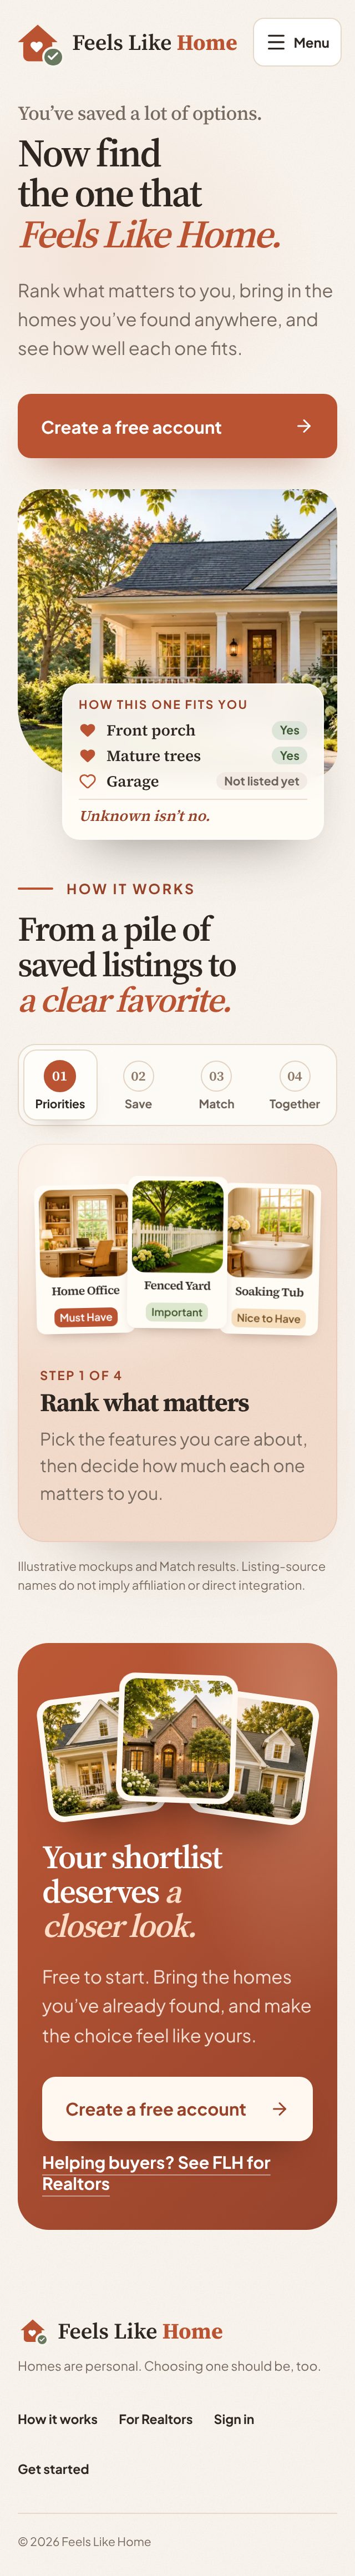 Feels Like Home
Menu
You’ve saved a lot of options.
Now find
the one that
Feels Like Home.
Rank what matters to you, bring in the
homes you’ve found anywhere, and
see how well each one fits.
Create a free account
HOW THIS ONE FITS YOU
Front porch Yes
Mature trees Yes
Garage Not listed yet
Unknown isn’t no.
HOW IT WORKS
From a pile of
saved listings to
a clear favorite.
01 02 03 04
Priorities Save Match Together
Home Office Fenced Yard Soaking Tub
Must Have Important Nice to Have
STEP 1 OF 4
Rank what matters
Pick the features you care about,
then decide how much each one
matters to you.
Illustrative mockups and Match results. Listing-source
names do not imply affiliation or direct integration.
Your shortlist
deserves a
closer look.
Free to start. Bring the homes
you’ve already found, and make
the choice feel like yours.
Create a free account
Helping buyers? See FLH for
Realtors
Feels Like Home
Homes are personal. Choosing one should be, too.
How it works For Realtors Sign in
Get started
© 2026 Feels Like Home